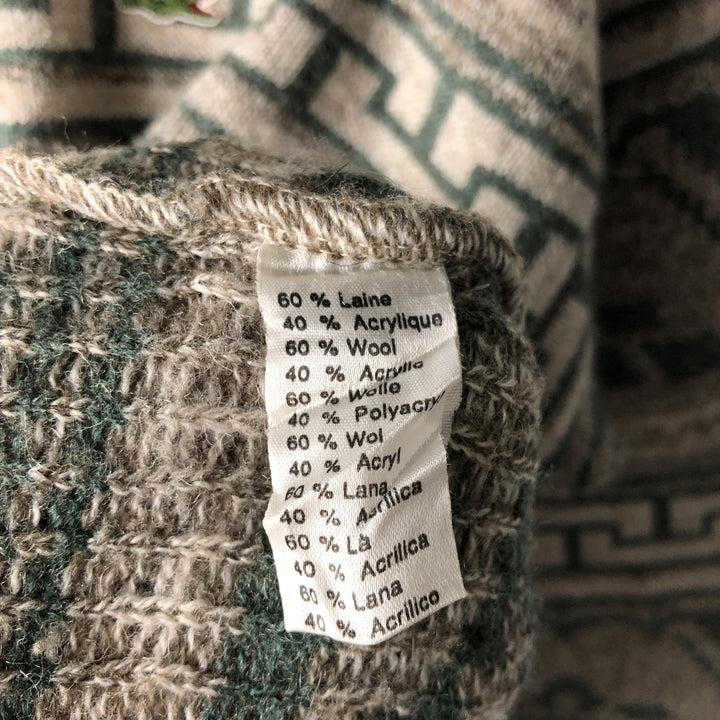 60 % Laine
40 % Acrylique
60 % Wool
40 % Acrylic
60 % Wolle
40 % Polyacryl
60 % Wol
40 % Acryl
60 % Lana
40 % Acrilica
60 % Là
40 % Acrilica
60 % Lana
40 % Acrilico